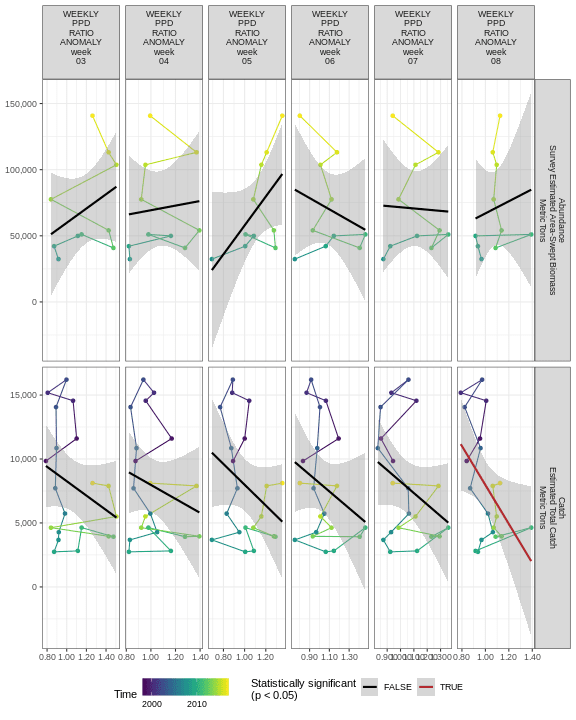 WEEKLY
PPD
RATIO
ANOMALY
week
03
WEEKLY
PPD
RATIO
ANOMALY
week
04
WEEKLY
PPD
RATIO
ANOMALY
week
05
WEEKLY
PPD
RATIO
ANOMALY
week
06
WEEKLY
PPD
RATIO
ANOMALY
week
07
WEEKLY
PPD
RATIO
ANOMALY
week
08
150,000
100,000
50,000
0
Abundance
Survey Estimated Area-Swept Biomass
Metric Tons
15,000
10,000
5,000
0
Catch
Estimated Total Catch
Metric Tons
0.80 1.00 1.20 1.40
0.80 1.00 1.20 1.40
0.80 1.00 1.20
0.90 1.10 1.30
0.80 1.00 1.40
Time
2000 2010
Statistically significant
(p < 0.05)
FALSE
TRUE